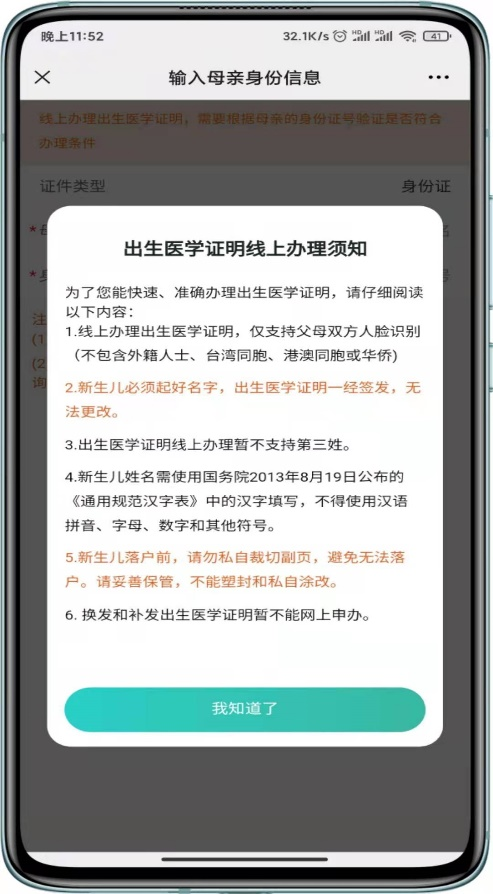 晚上11:52
32.1K/s HD HD 41
输入母亲身份信息
线上办理出生医学证明，需要根据母亲的身份证号验证是否符合
办理条件
证件类型 身份证
出生医学证明线上办理须知
为了您能快速、准确办理出生医学证明，请仔细阅读
以下内容：
1.线上办理出生医学证明，仅支持父母双方人脸识别
（不包含外籍人士、台湾同胞、港澳同胞或华侨)
2.新生儿必须起好名字，出生医学证明一经签发，无
法更改。
3.出生医学证明线上办理暂不支持第三姓。
4.新生儿姓名需使用国务院2013年8月19日公布的
《通用规范汉字表》中的汉字填写，不得使用汉语
拼音、字母、数字和其他符号。
5.新生儿落户前，请勿私自裁切副页，避免无法落
户。请妥善保管，不能塑封和私自涂改。
6. 换发和补发出生医学证明暂不能网上申办。
我知道了